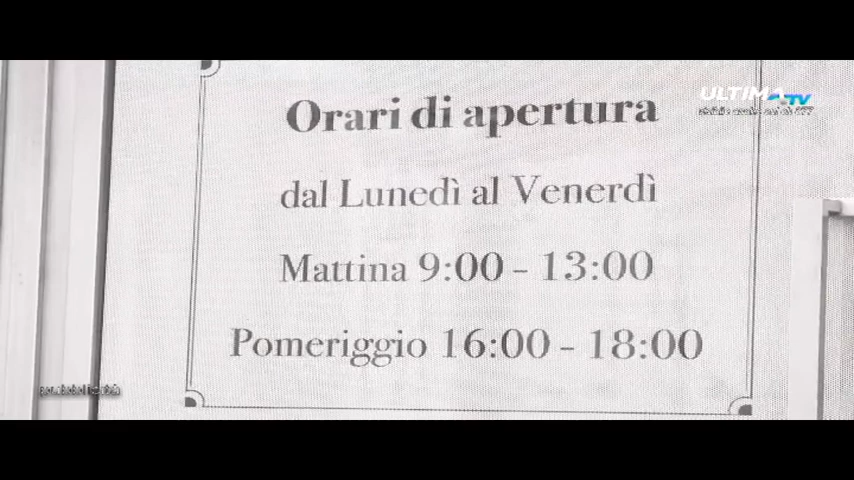 ULTIMA TV
Orari di apertura
dal Lunedì al Venerdì
Mattina 9:00 - 13:00
Pomeriggio 16:00 - 18:00